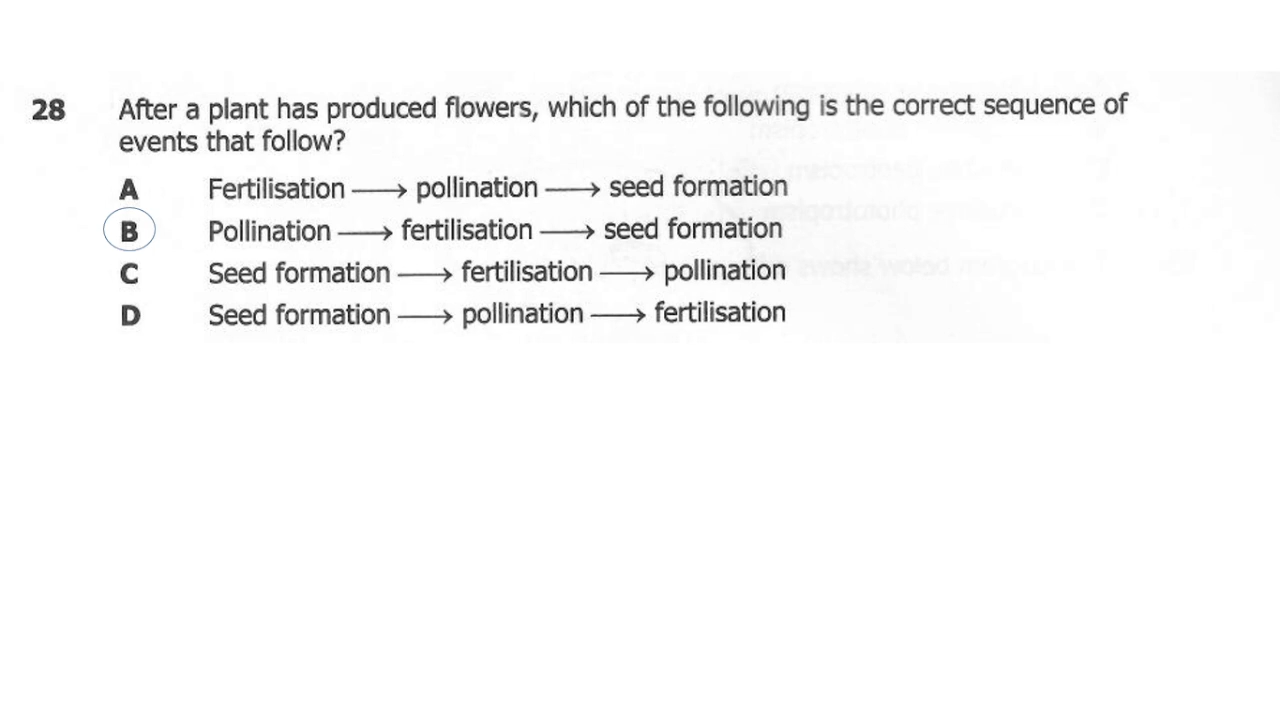 28 After a plant has produced flowers, which of the following is the correct sequence of
events that follow?
A Fertilisation ⟶ pollination ⟶ seed formation
B Pollination ⟶ fertilisation ⟶ seed formation
C Seed formation ⟶ fertilisation ⟶ pollination
D Seed formation ⟶ pollination ⟶ fertilisation